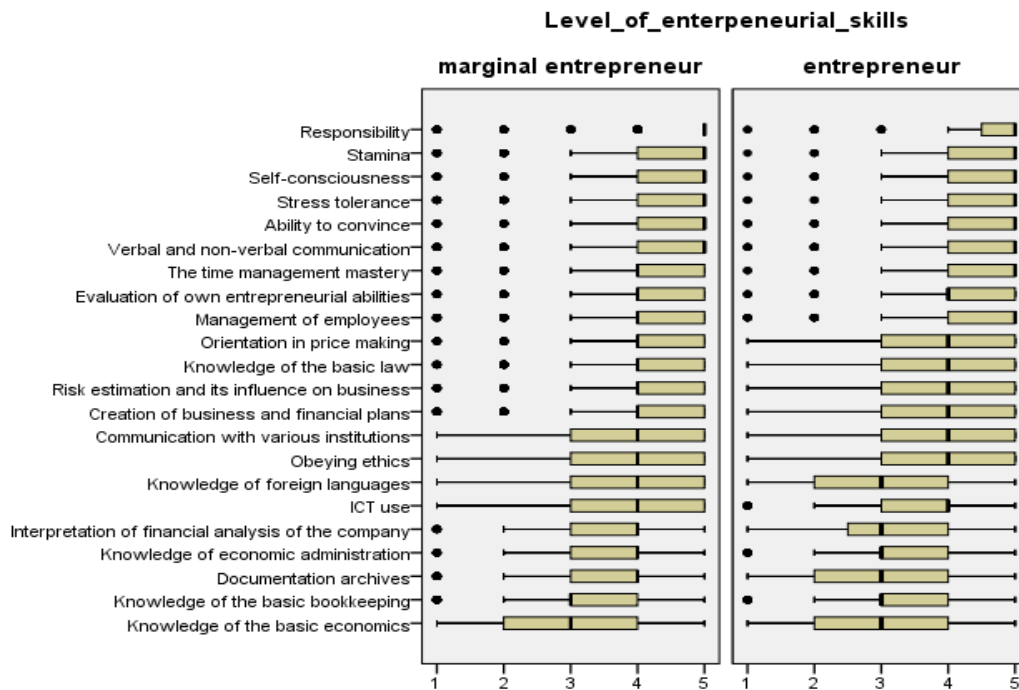 Level_of_enterpeneurial_skills
marginal entrepreneur
entrepreneur
Responsibility
Stamina
Self-consciousness
Stress tolerance
Ability to convince
Verbal and non-verbal communication
The time management mastery
Evaluation of own entrepreneurial abilities
Management of employees
Orientation in price making
Knowledge of the basic law
Risk estimation and its influence on business
Creation of business and financial plans
Communication with various institutions
Obeying ethics
Knowledge of foreign languages
ICT use
Interpretation of financial analysis of the company
Knowledge of economic administration
Documentation archives
Knowledge of the basic bookkeeping
Knowledge of the basic economics
1 2 3 4 5
1 2 3 4 5